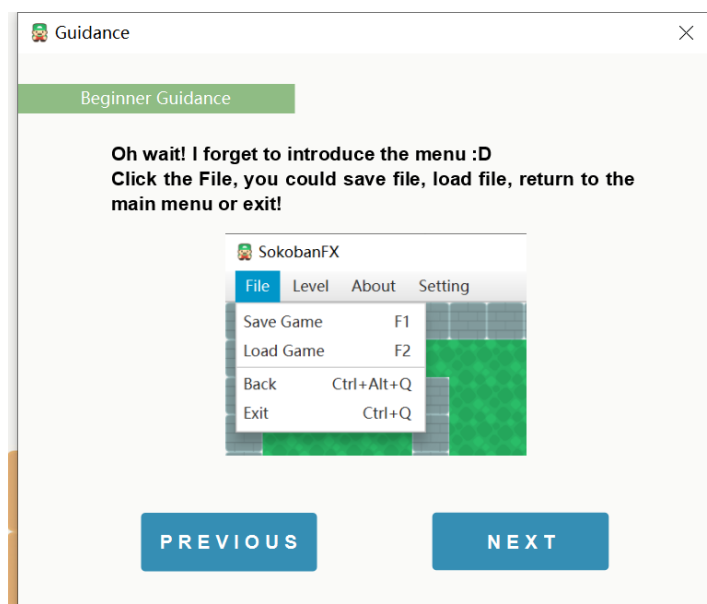 Guidance
Beginner Guidance
Oh wait! I forget to introduce the menu :D
Click the File, you could save file, load file, return to the
main menu or exit!
SokobanFX
File Level About Setting
Save Game F1
Load Game F2
Back Ctrl+Alt+Q
Exit Ctrl+Q
PREVIOUS NEXT